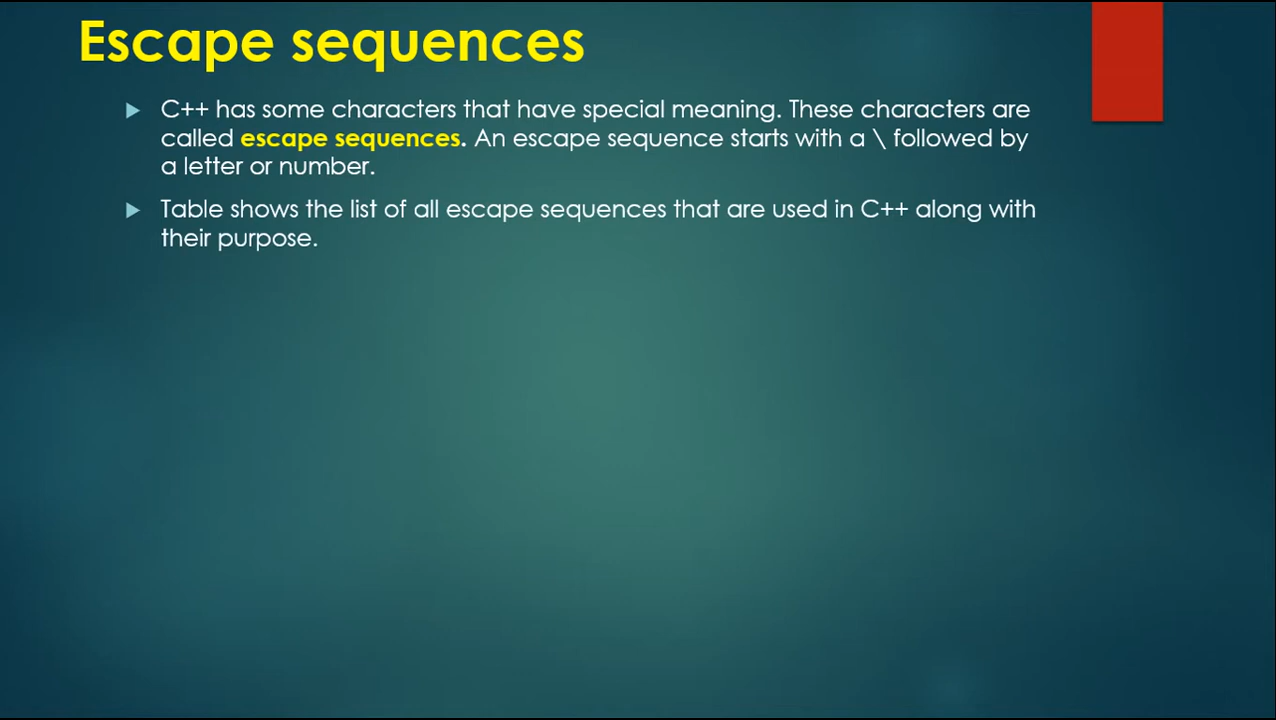 Escape sequences
C++ has some characters that have special meaning. These characters are
called escape sequences. An escape sequence starts with a \ followed by
a letter or number.
Table shows the list of all escape sequences that are used in C++ along with
their purpose.